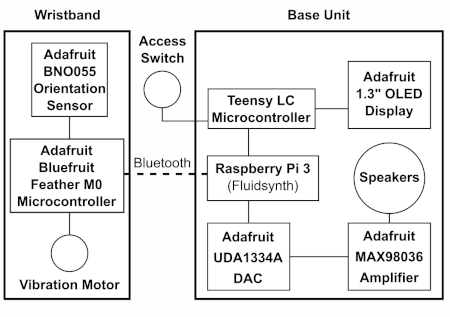 Wristband
Adafruit
BNO055
Orientation
Sensor
Adafruit
Bluefruit
Feather M0
Microcontroller
Vibration Motor
Bluetooth
Access
Switch
Base Unit
Teensy LC
Microcontroller
Adafruit
1.3" OLED
Display
Raspberry Pi 3
(Fluidsynth)
Speakers
Adafruit
UDA1334A
DAC
Adafruit
MAX98036
Amplifier